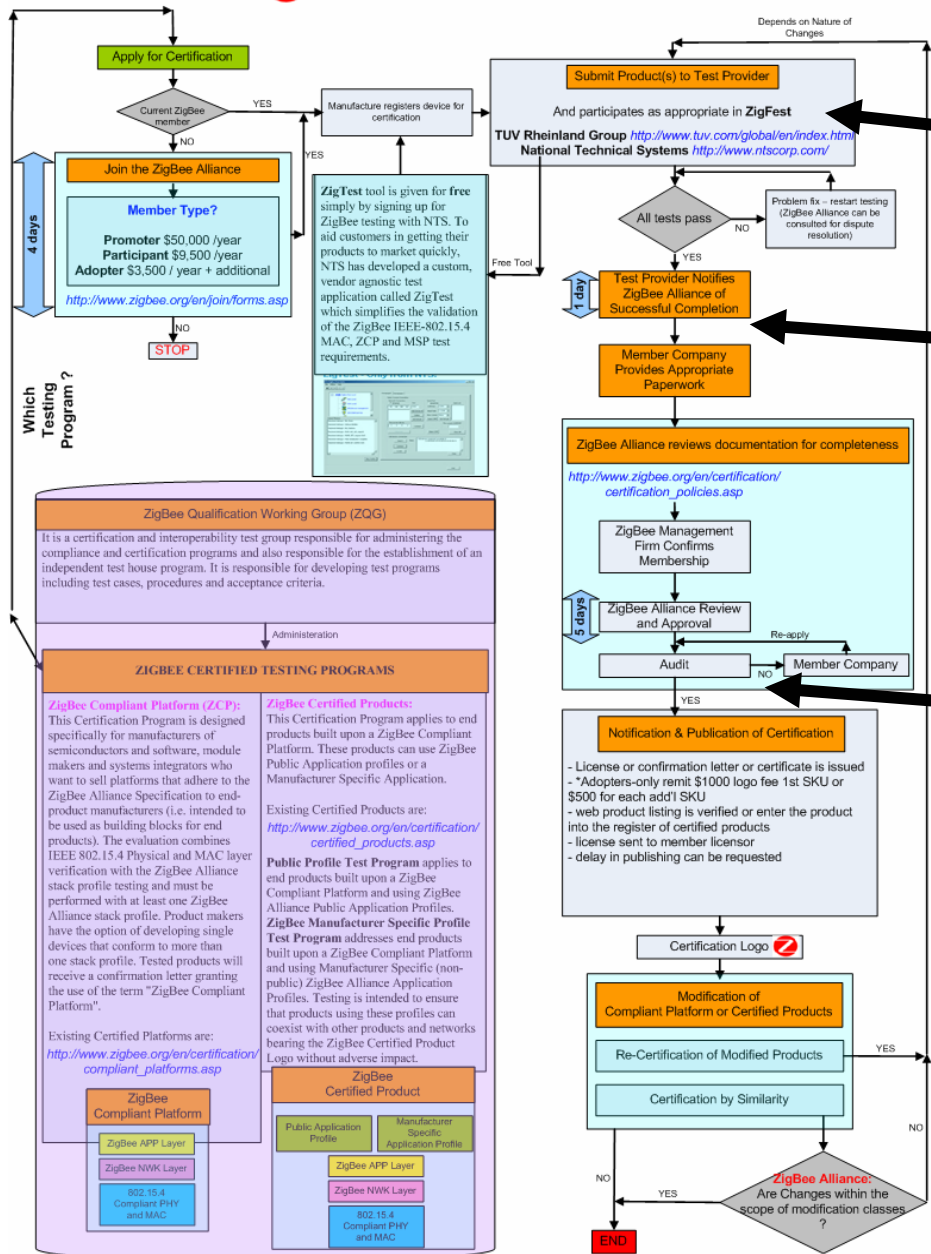 Depends on Nature of
Changes
Apply for Certification
Current ZigBee
member
YES
NO
YES
Manufacture registers device for
certification
Submit Product(s) to Test Provider
And participates as appropriate in ZigFest
TUV Rheinland Group http://www.tuv.com/global/en/index.html
National Technical Systems http://www.ntscorp.com/
4 days
Join the ZigBee Alliance
Member Type?
Promoter $50,000 /year
Participant $9,500 /year
Adopter $3,500 / year + additional
http://www.zigbee.org/en/join/forms.asp
NO
STOP
Which
Testing
Program ?
ZigTest tool is given for free
simply by signing up for
ZigBee testing with NTS. To
aid customers in getting their
products to market quickly,
NTS has developed a custom,
vendor agnostic test
application called ZigTest
which simplifies the validation
of the ZigBee IEEE-802.15.4
MAC, ZCP and MSP test
requirements.
Free Tool
All tests pass
NO
Problem fix – restart testing
(ZigBee Alliance can be
consulted for dispute
resolution)
YES
1 day
Test Provider Notifies
ZigBee Alliance of
Successful Completion
Member Company
Provides Appropriate
Paperwork
ZigBee Alliance reviews documentation for completeness
http://www.zigbee.org/en/certification/
certification_policies.asp
ZigBee Management
Firm Confirms
Membership
5 days
ZigBee Alliance Review
and Approval
Re-apply
Audit
NO
Member Company
YES
Notification & Publication of Certification
- License or confirmation letter or certificate is issued
- *Adopters-only remit $1000 logo fee 1st SKU or
$500 for each add'l SKU
- web product listing is verified or enter the product
into the register of certified products
- license sent to member licensor
- delay in publishing can be requested
Certification Logo
Modification of
Compliant Platform or Certified Products
Re-Certification of Modified Products
YES
Certification by Similarity
NO
NO
YES
ZigBee Alliance:
Are Changes within the
scope of modification classes
?
END
ZigBee Qualification Working Group (ZQG)
It is a certification and interoperability test group responsible for administering the
compliance and certification programs and also responsible for the establishment of an
independent test house program. It is responsible for developing test programs
including test cases, procedures and acceptance criteria.
Administeration
ZIGBEE CERTIFIED TESTING PROGRAMS
ZigBee Compliant Platform (ZCP):
This Certification Program is designed
specifically for manufacturers of
semiconductors and software, module
makers and systems integrators who
want to sell platforms that adhere to the
ZigBee Alliance Specification to end-
product manufacturers (i.e. intended to
be used as building blocks for end
products). The evaluation combines
IEEE 802.15.4 Physical and MAC layer
verification with the ZigBee Alliance
stack profile testing and must be
performed with at least one ZigBee
Alliance stack profile. Product makers
have the option of developing single
devices that conform to more than
one stack profile. Tested products will
receive a confirmation letter granting
the use of the term "ZigBee Compliant
Platform".
Existing Certified Platforms are:
http://www.zigbee.org/en/certification/
compliant_platforms.asp
ZigBee Certified Products:
This Certification Program applies to end
products built upon a ZigBee Compliant
Platform. These products can use ZigBee
Public Application profiles or a
Manufacturer Specific Application.
Existing Certified Products are:
http://www.zigbee.org/en/certification/
certified_products.asp
Public Profile Test Program applies to
end products built upon a ZigBee
Compliant Platform and using ZigBee
Alliance Public Application Profiles.
ZigBee Manufacturer Specific Profile
Test Program addresses end products
built upon a ZigBee Compliant Platform
and using Manufacturer Specific (non-
public) ZigBee Alliance Application
Profiles. Testing is intended to ensure
that products using these profiles can
coexist with other products and networks
bearing the ZigBee Certified Product
Logo without adverse impact.
ZigBee
Compliant Platform
ZigBee APP Layer
ZigBee NWK Layer
802.15.4
Compliant PHY
and MAC
ZigBee
Certified Product
Public Application
Profile
Manufacturer
Specific
Application Profile
ZigBee APP Layer
ZigBee NWK Layer
802.15.4
Compliant PHY
and MAC